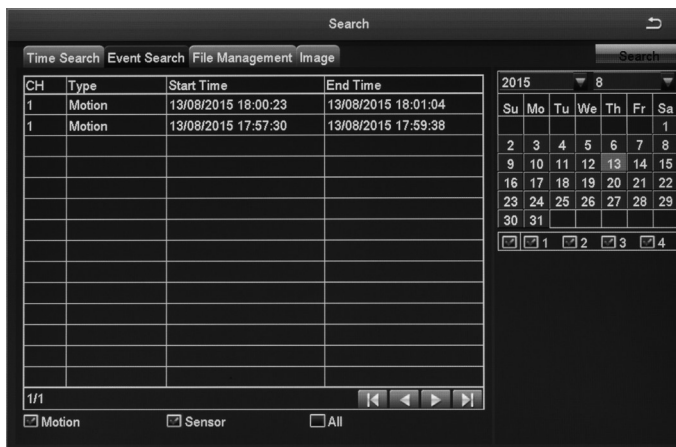 Search
Time Search Event Search File Management Image
Search
CH Type Start Time End Time
1 Motion 13/08/2015 18:00:23 13/08/2015 18:01:04
1 Motion 13/08/2015 17:57:30 13/08/2015 17:59:38
1/1
Motion Sensor All
2015 8
Su Mo Tu We Th Fr Sa
1
2 3 4 5 6 7 8
9 10 11 12 13 14 15
16 17 18 19 20 21 22
23 24 25 26 27 28 29
30 31
1 2 3 4